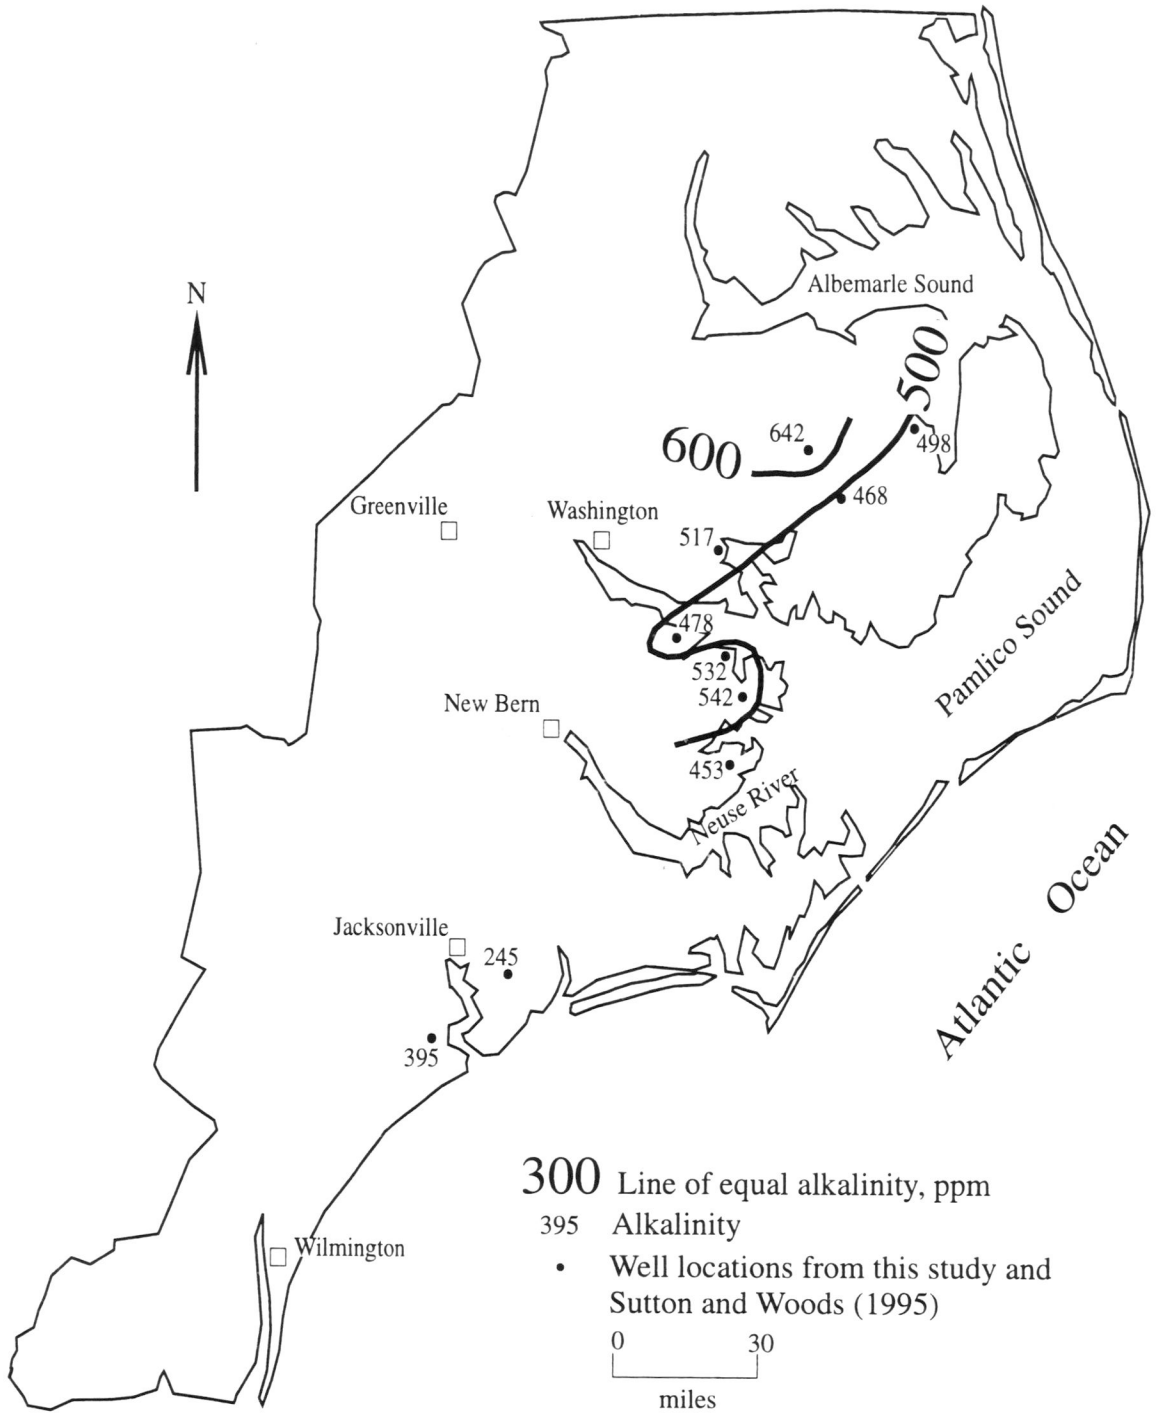 Albemarle Sound
N
500
642
600
498
468
Greenville
Washington
517
478
532
542
Pamlico Sound
New Bern
453
Neuse River
Atlantic Ocean
Jacksonville
245
395
300 Line of equal alkalinity, ppm
395 Alkalinity
Wilmington
• Well locations from this study and
Sutton and Woods (1995)
0 30
miles